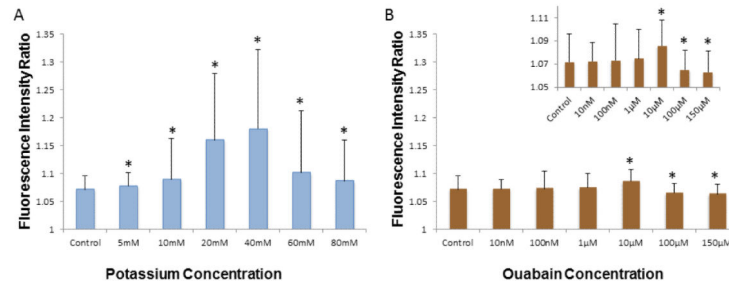 A
Fluorescence Intensity Ratio
1.35
1.3
1.25
1.2
1.15
1.1
1.05
1
* * * * * *
Control 5mM 10mM 20mM 40mM 60mM 80mM
Potassium Concentration
B
Fluorescence Intensity Ratio
1.35
1.3
1.25
1.2
1.15
1.1
1.05
1
* * *
Control 10nM 100nM 1µM 10µM 100µM 150µM
Ouabain Concentration
1.11
1.09
1.07
1.05
* * *
Control 10nM 100nM 1µM 10µM 100µM 150µM